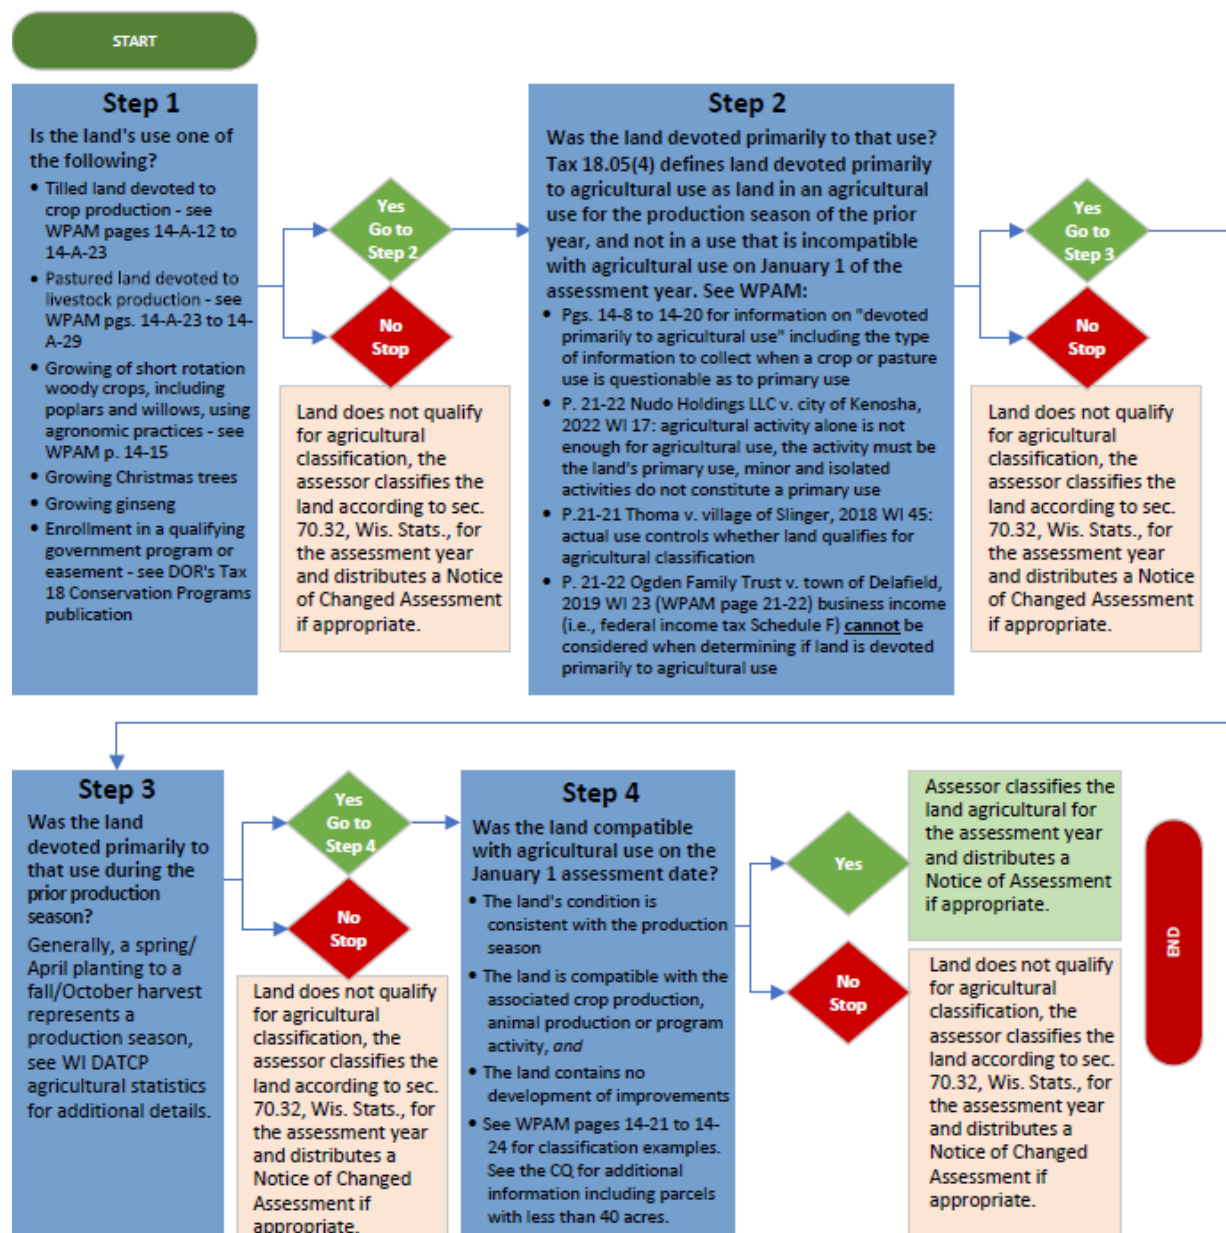 START
Step 1
Is the land's use one of
the following?
• Tilled land devoted to
crop production - see
WPAM pages 14-A-12 to
14-A-23
• Pastured land devoted to
livestock production - see
WPAM pgs. 14-A-23 to 14-
A-29
• Growing of short rotation
woody crops, including
poplars and willows, using
agronomic practices - see
WPAM p. 14-15
• Growing Christmas trees
• Growing ginseng
• Enrollment in a qualifying
government program or
easement - see DOR's Tax
18 Conservation Programs
publication
Yes
Go to
Step 2
No
Stop
Land does not qualify
for agricultural
classification, the
assessor classifies the
land according to sec.
70.32, Wis. Stats., for
the assessment year
and distributes a Notice
of Changed Assessment
if appropriate.
Step 2
Was the land devoted primarily to that use?
Tax 18.05(4) defines land devoted primarily
to agricultural use as land in an agricultural
use for the production season of the prior
year, and not in a use that is incompatible
with agricultural use on January 1 of the
assessment year. See WPAM:
• Pgs. 14-8 to 14-20 for information on "devoted
primarily to agricultural use" including the type
of information to collect when a crop or pasture
use is questionable as to primary use
• P. 21-22 Nudo Holdings LLC v. city of Kenosha,
2022 WI 17: agricultural activity alone is not
enough for agricultural use, the activity must be
the land's primary use, minor and isolated
activities do not constitute a primary use
• P.21-21 Thoma v. village of Slinger, 2018 WI 45:
actual use controls whether land qualifies for
agricultural classification
• P. 21-22 Ogden Family Trust v. town of Delafield,
2019 WI 23 (WPAM page 21-22) business income
(i.e., federal income tax Schedule F) cannot be
considered when determining if land is devoted
primarily to agricultural use
Yes
Go to
Step 3
No
Stop
Land does not qualify
for agricultural
classification, the
assessor classifies the
land according to sec.
70.32, Wis. Stats., for
the assessment year
and distributes a Notice
of Changed Assessment
if appropriate.
Step 3
Was the land
devoted primarily to
that use during the
prior production
season?
Generally, a spring/
April planting to a
fall/October harvest
represents a
production season,
see WI DATCP
agricultural statistics
for additional details.
Yes
Go to
Step 4
No
Stop
Land does not qualify
for agricultural
classification, the
assessor classifies the
land according to sec.
70.32, Wis. Stats., for
the assessment year
and distributes a
Notice of Changed
Assessment if
appropriate.
Step 4
Was the land compatible
with agricultural use on the
January 1 assessment date?
• The land's condition is
consistent with the production
season
• The land is compatible with the
associated crop production,
animal production or program
activity, and
• The land contains no
development of improvements
• See WPAM pages 14-21 to 14-
24 for classification examples.
See the CQ for additional
information including parcels
with less than 40 acres.
Yes
No
Stop
Assessor classifies the
land agricultural for
the assessment year
and distributes a
Notice of Assessment
if appropriate.
Land does not qualify
for agricultural
classification, the
assessor classifies the
land according to sec.
70.32, Wis. Stats., for
the assessment year
and distributes a
Notice of Changed
Assessment if
appropriate.
END